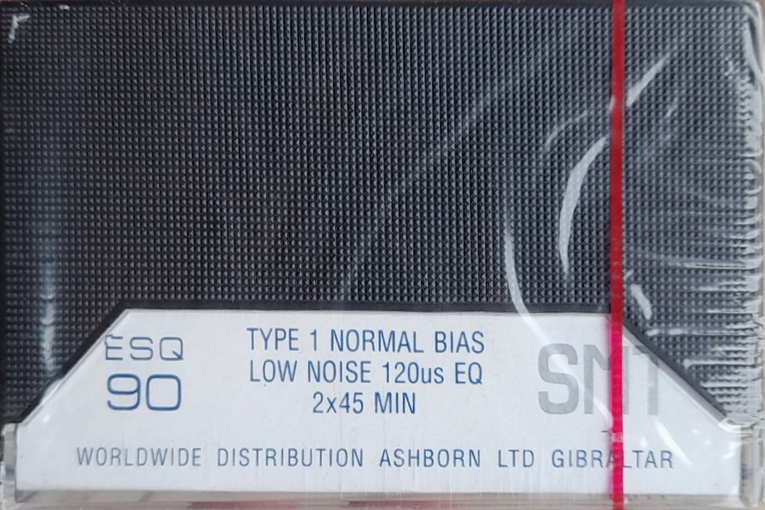 ESQ
90
TYPE 1 NORMAL BIAS
LOW NOISE 120us EQ
2x45 MIN
SMT
WORLDWIDE DISTRIBUTION ASHBORN LTD GIBRALTAR